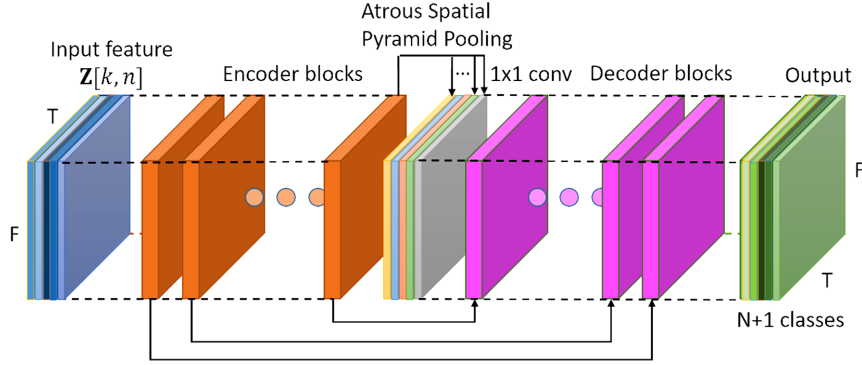 Atrous Spatial
Pyramid Pooling
Input feature
Z[k, n]
Encoder blocks
...
1x1 conv
Decoder blocks
Output
T
F
F
T
N+1 classes